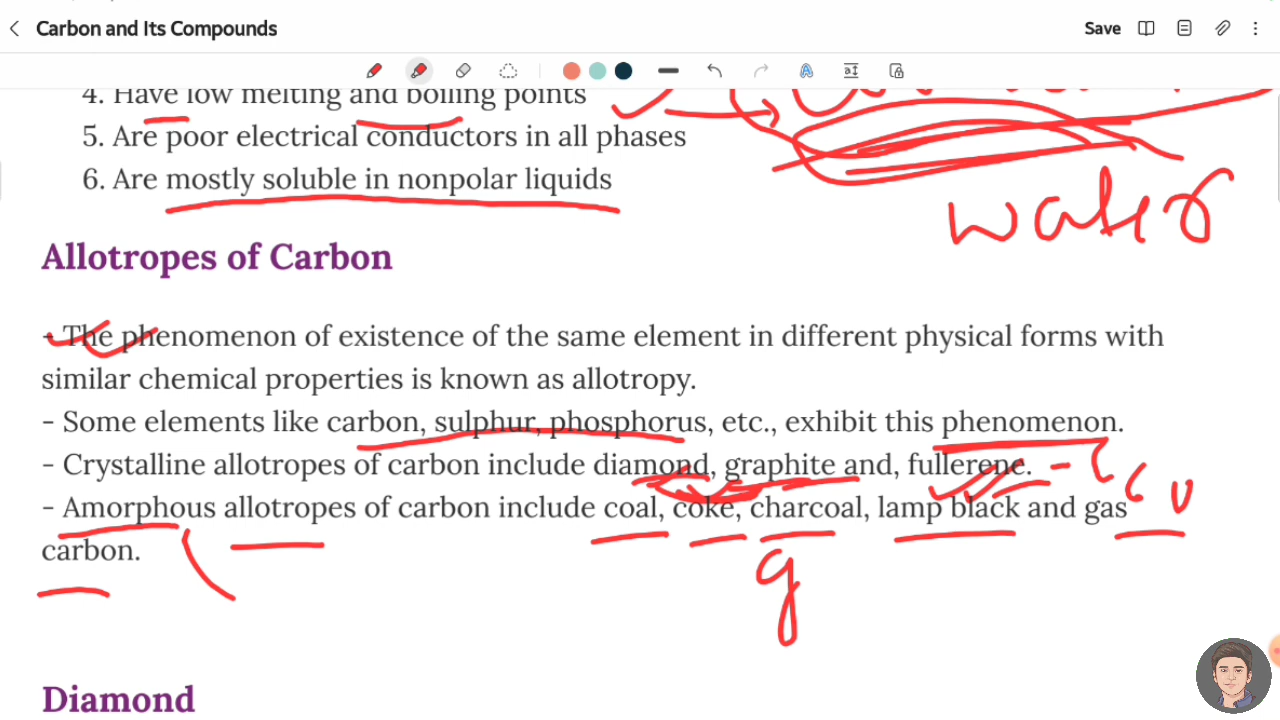 Carbon and Its Compounds
Save
4. Have low melting and boiling points
5. Are poor electrical conductors in all phases
6. Are mostly soluble in nonpolar liquids
water
Allotropes of Carbon
- The phenomenon of existence of the same element in different physical forms with
similar chemical properties is known as allotropy.
- Some elements like carbon, sulphur, phosphorus, etc., exhibit this phenomenon.
- Crystalline allotropes of carbon include diamond, graphite and, fullerene.
- Amorphous allotropes of carbon include coal, coke, charcoal, lamp black and gas
carbon.
g
Diamond